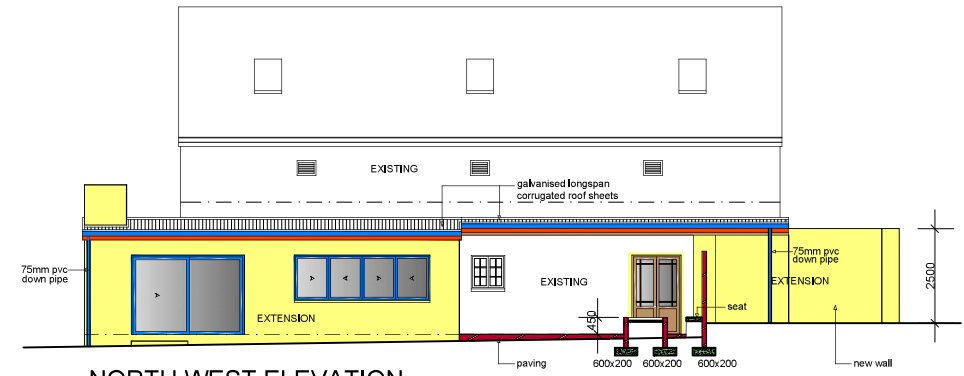 EXISTING
galvanised longspan
corrugated roof sheets
75mm pvc
down pipe
75mm pvc
down pipe
EXISTING
EXTENSION
2500
A
A A A A
EXTENSION
seat
450
600x200 600x200 600x200
paving
new wall
NORTH WEST ELEVATION